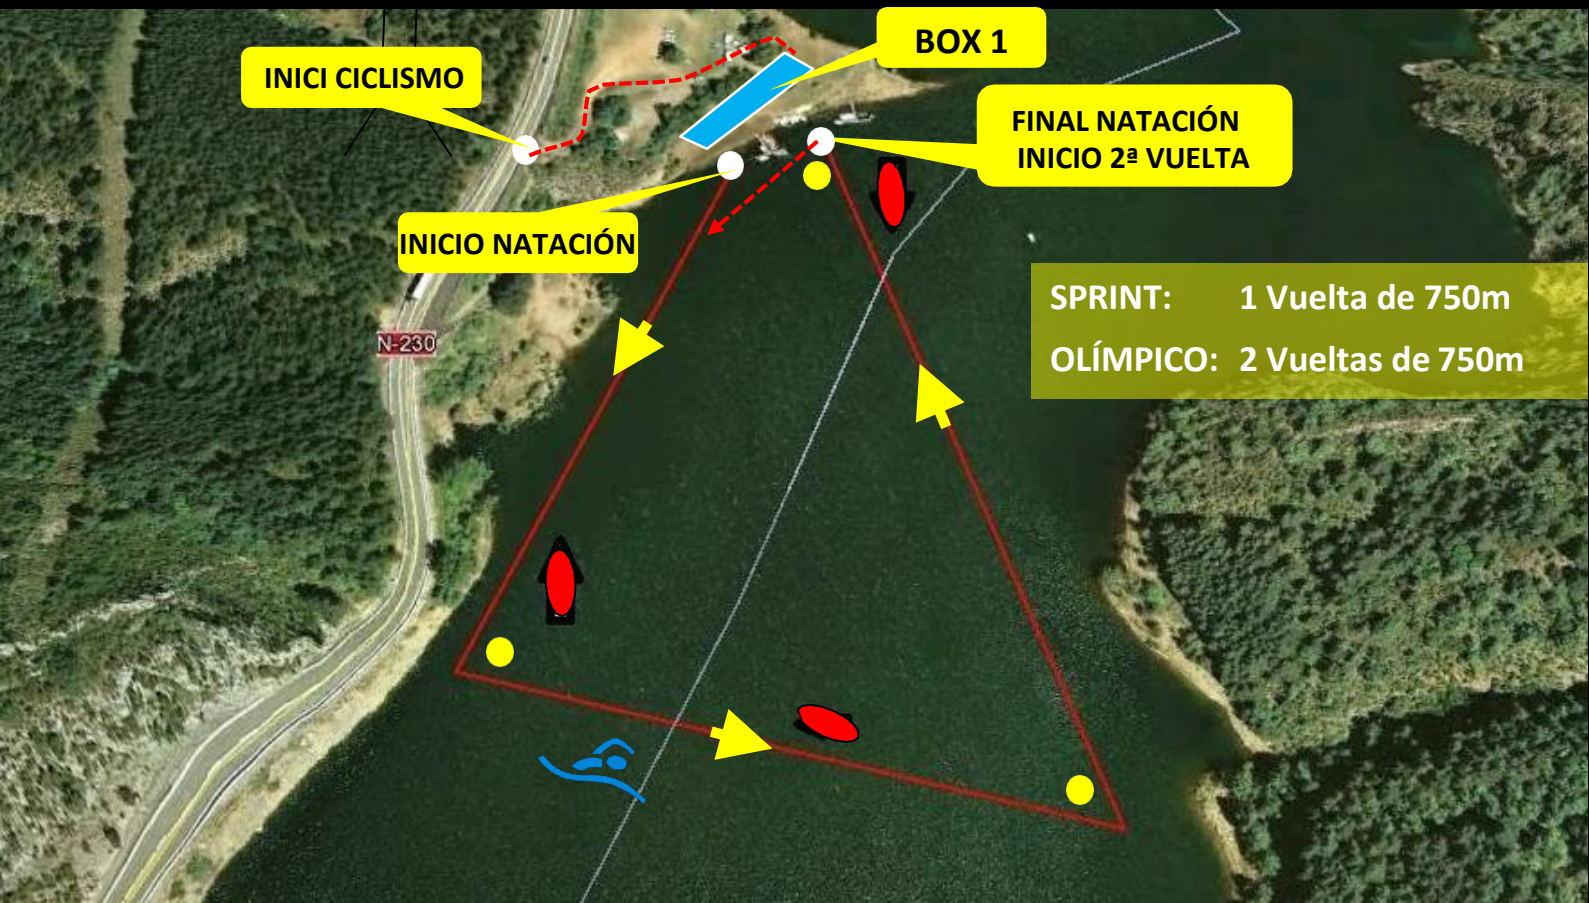 BOX 1
INICI CICLISMO
FINAL NATACIÓN
INICIO 2ª VUELTA
INICIO NATACIÓN
SPRINT: 1 Vuelta de 750m
N-230
OLÍMPICO: 2 Vueltas de 750m